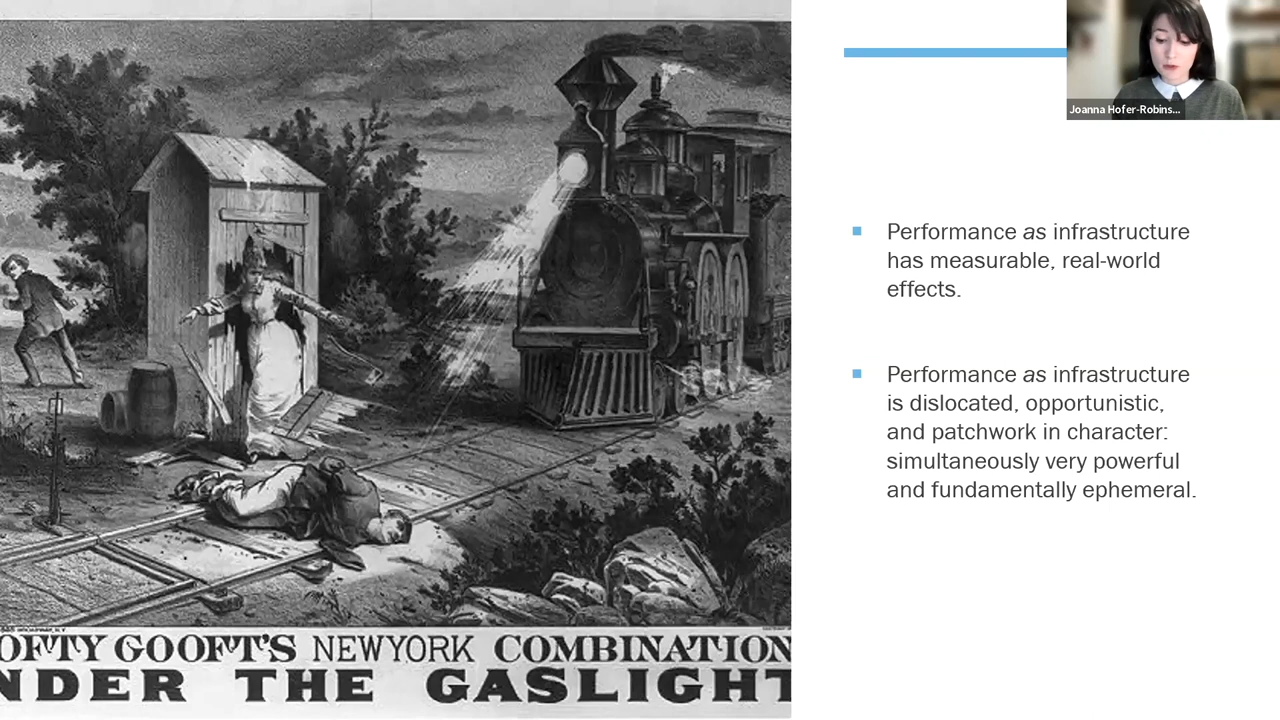 OFTY GOOFT'S NEWYORK COMBINATION
NDER THE GASLIGHT
Joanna Hofer-Robins...
Performance as infrastructure
has measurable, real-world
effects.
Performance as infrastructure
is dislocated, opportunistic,
and patchwork in character:
simultaneously very powerful
and fundamentally ephemeral.